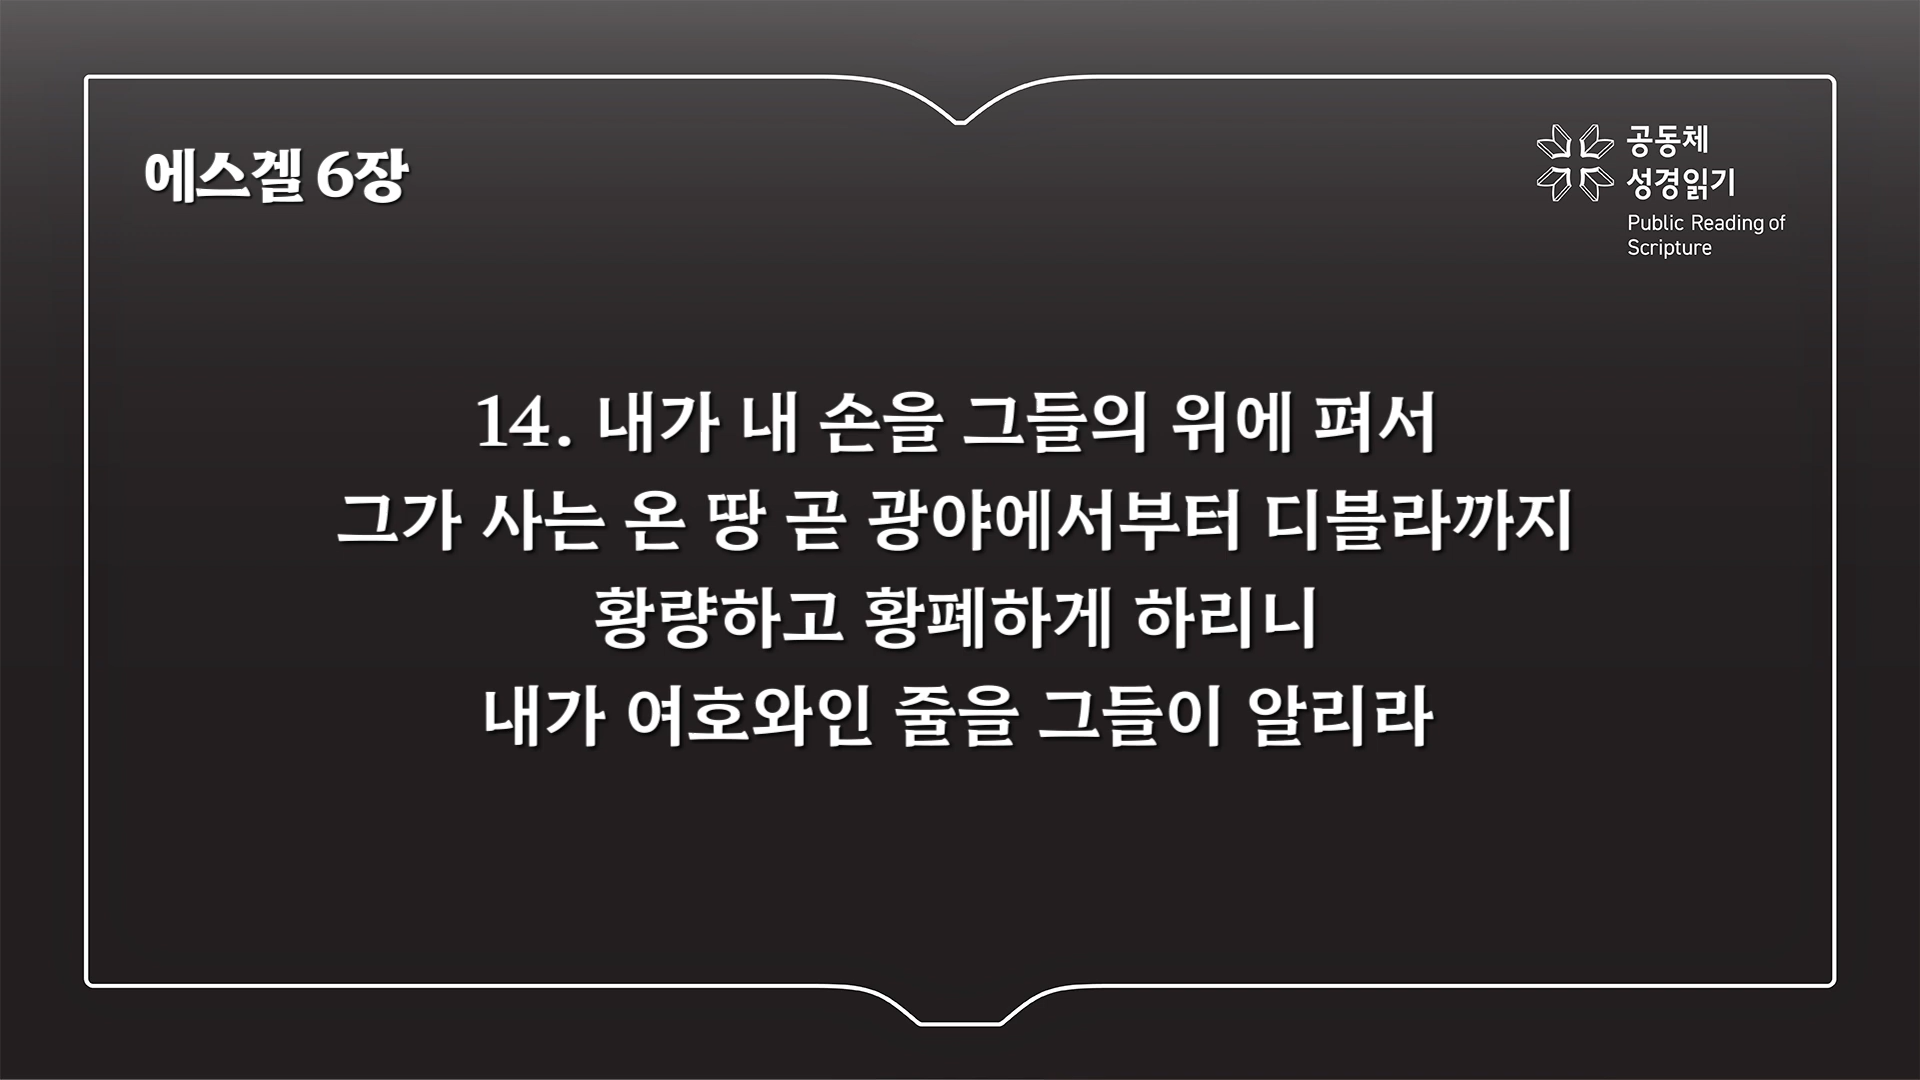 에스겔 6장
공동체
성경읽기
Public Reading of
Scripture
14. 내가 내 손을 그들의 위에 펴서
그가 사는 온 땅 곧 광야에서부터 디블라까지
황량하고 황폐하게 하리니
내가 여호와인 줄을 그들이 알리라